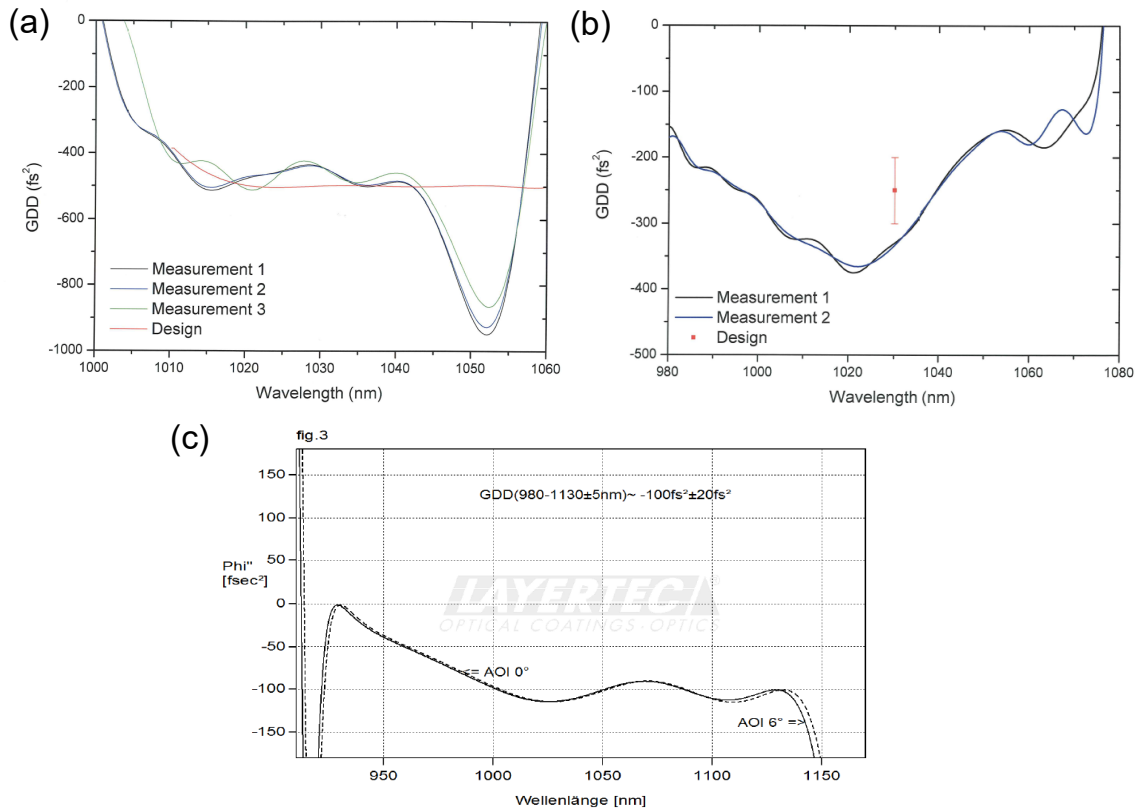 (a)
0
-200
-400
-600
-800
-1000
GDD (fs²)
Measurement 1
Measurement 2
Measurement 3
Design
1000 1010 1020 1030 1040 1050 1060
Wavelength (nm)
(b)
0
-100
-200
-300
-400
-500
GDD (fs²)
Measurement 1
Measurement 2
Design
980 1000 1020 1040 1060 1080
Wavelength (nm)
(c)
fig.3
GDD(980-1130±5nm)~ -100fs²±20fs²
150
100
50
0
-50
-100
-150
Phi''
[fsec²]
LAYERTEC®
OPTICAL COATINGS - OPTICS
<= AOI 0°
AOI 6° =>
950 1000 1050 1100 1150
Wellenlänge [nm]